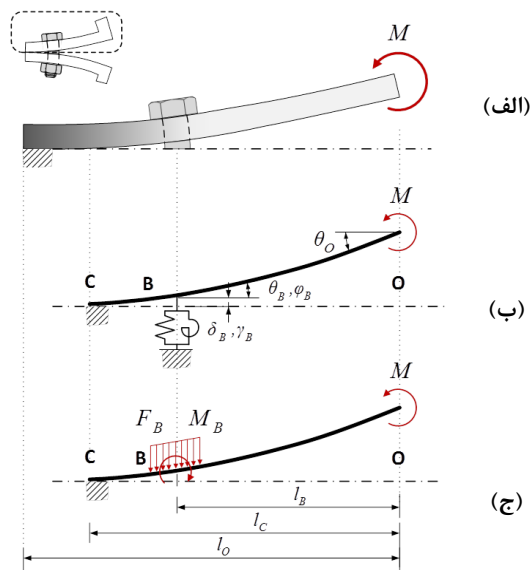 M
(الف)
M
θ_O
C B O
θ_B , φ_B
(ب)
δ_B , γ_B
M
F_B M_B
C B O
(ج)
l_B
l_C
l_O